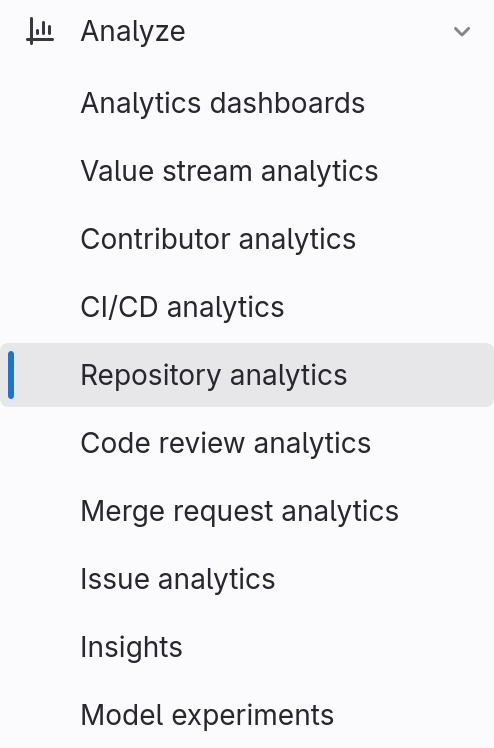 Analyze
Analytics dashboards
Value stream analytics
Contributor analytics
CI/CD analytics
Repository analytics
Code review analytics
Merge request analytics
Issue analytics
Insights
Model experiments